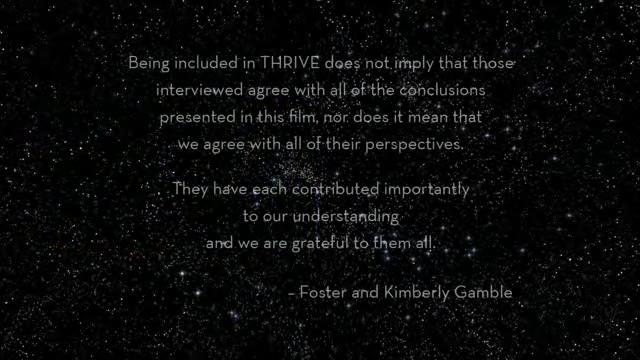 Being included in THRIVE does not imply that those
interviewed agree with all of the conclusions
presented in this film, nor does it mean that
we agree with all of their perspectives.
They have each contributed importantly
to our understanding
and we are grateful to them all.
– Foster and Kimberly Gamble